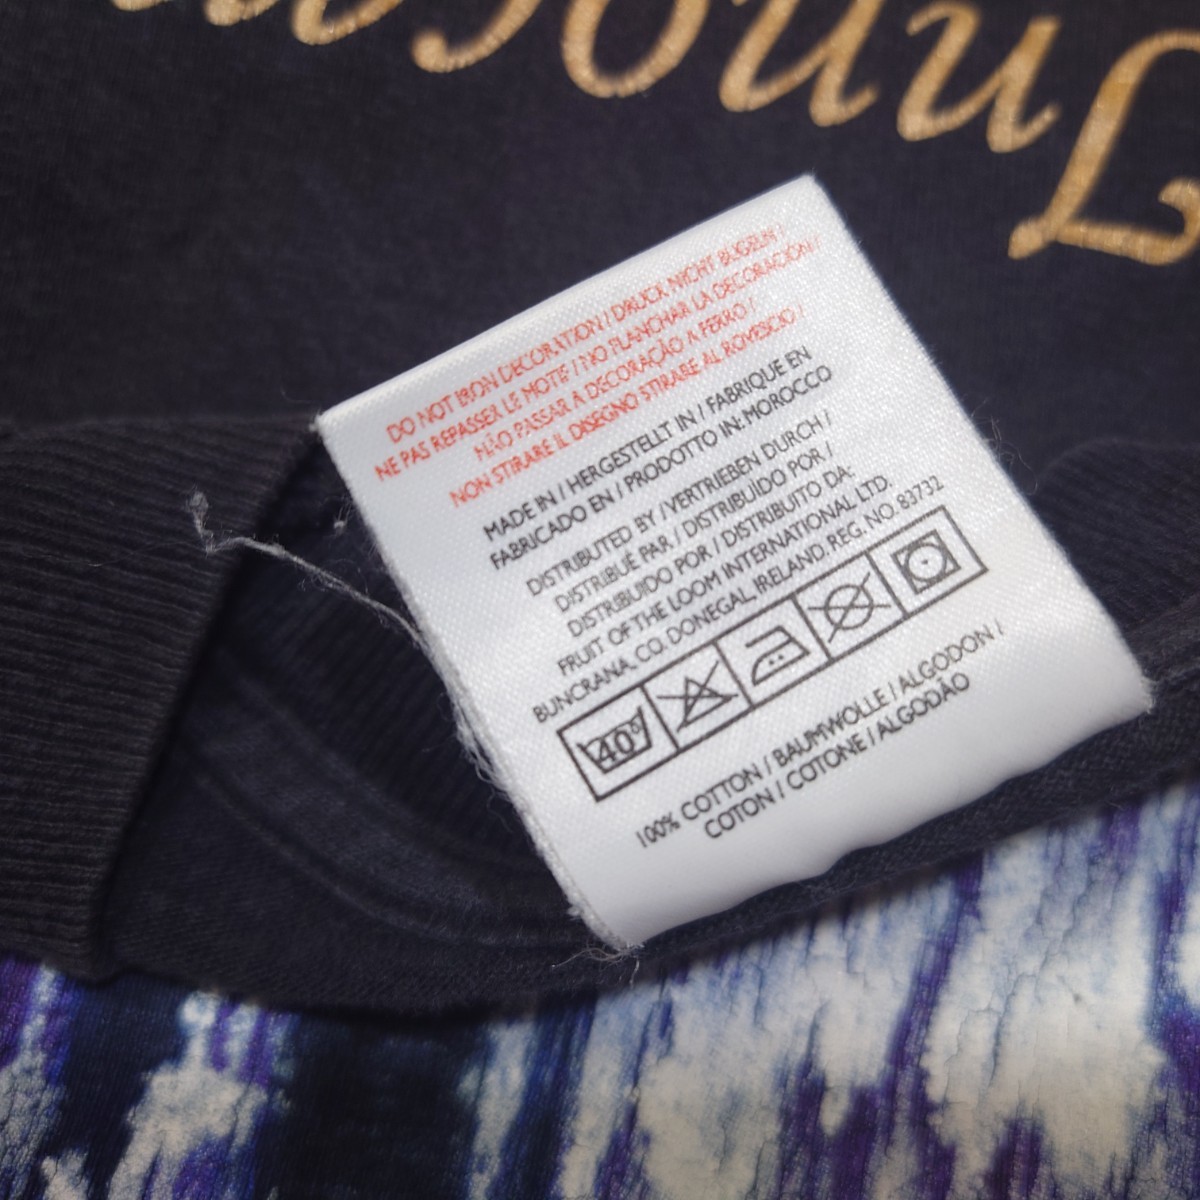 DO NOT IRON DECORATION / DRUCK NICHT BÜGELN /
NE PAS REPASSER LE MOTIF / NO PLANCHAR LA DECORACIÓN /
NÃO PASSAR A DECORAÇÃO A FERRO /
NON STIRARE IL DISEGNO STIRARE AL ROVESCIO /
MADE IN / HERGESTELLT IN / FABRIQUE EN
FABRICADO EN / PRODOTTO IN: MOROCCO
DISTRIBUTED BY / VERTRIEBEN DURCH /
DISTRIBUÉ PAR / DISTRIBUÍDO POR /
DISTRIBUIDO POR / DISTRIBUITO DA:
FRUIT OF THE LOOM INTERNATIONAL LTD.
BUNCRANA, CO. DONEGAL, IRELAND. REG. NO. 83732
40°
100% COTTON / BAUMWOLLE / ALGODON /
COTON / COTONE / ALGODÃO